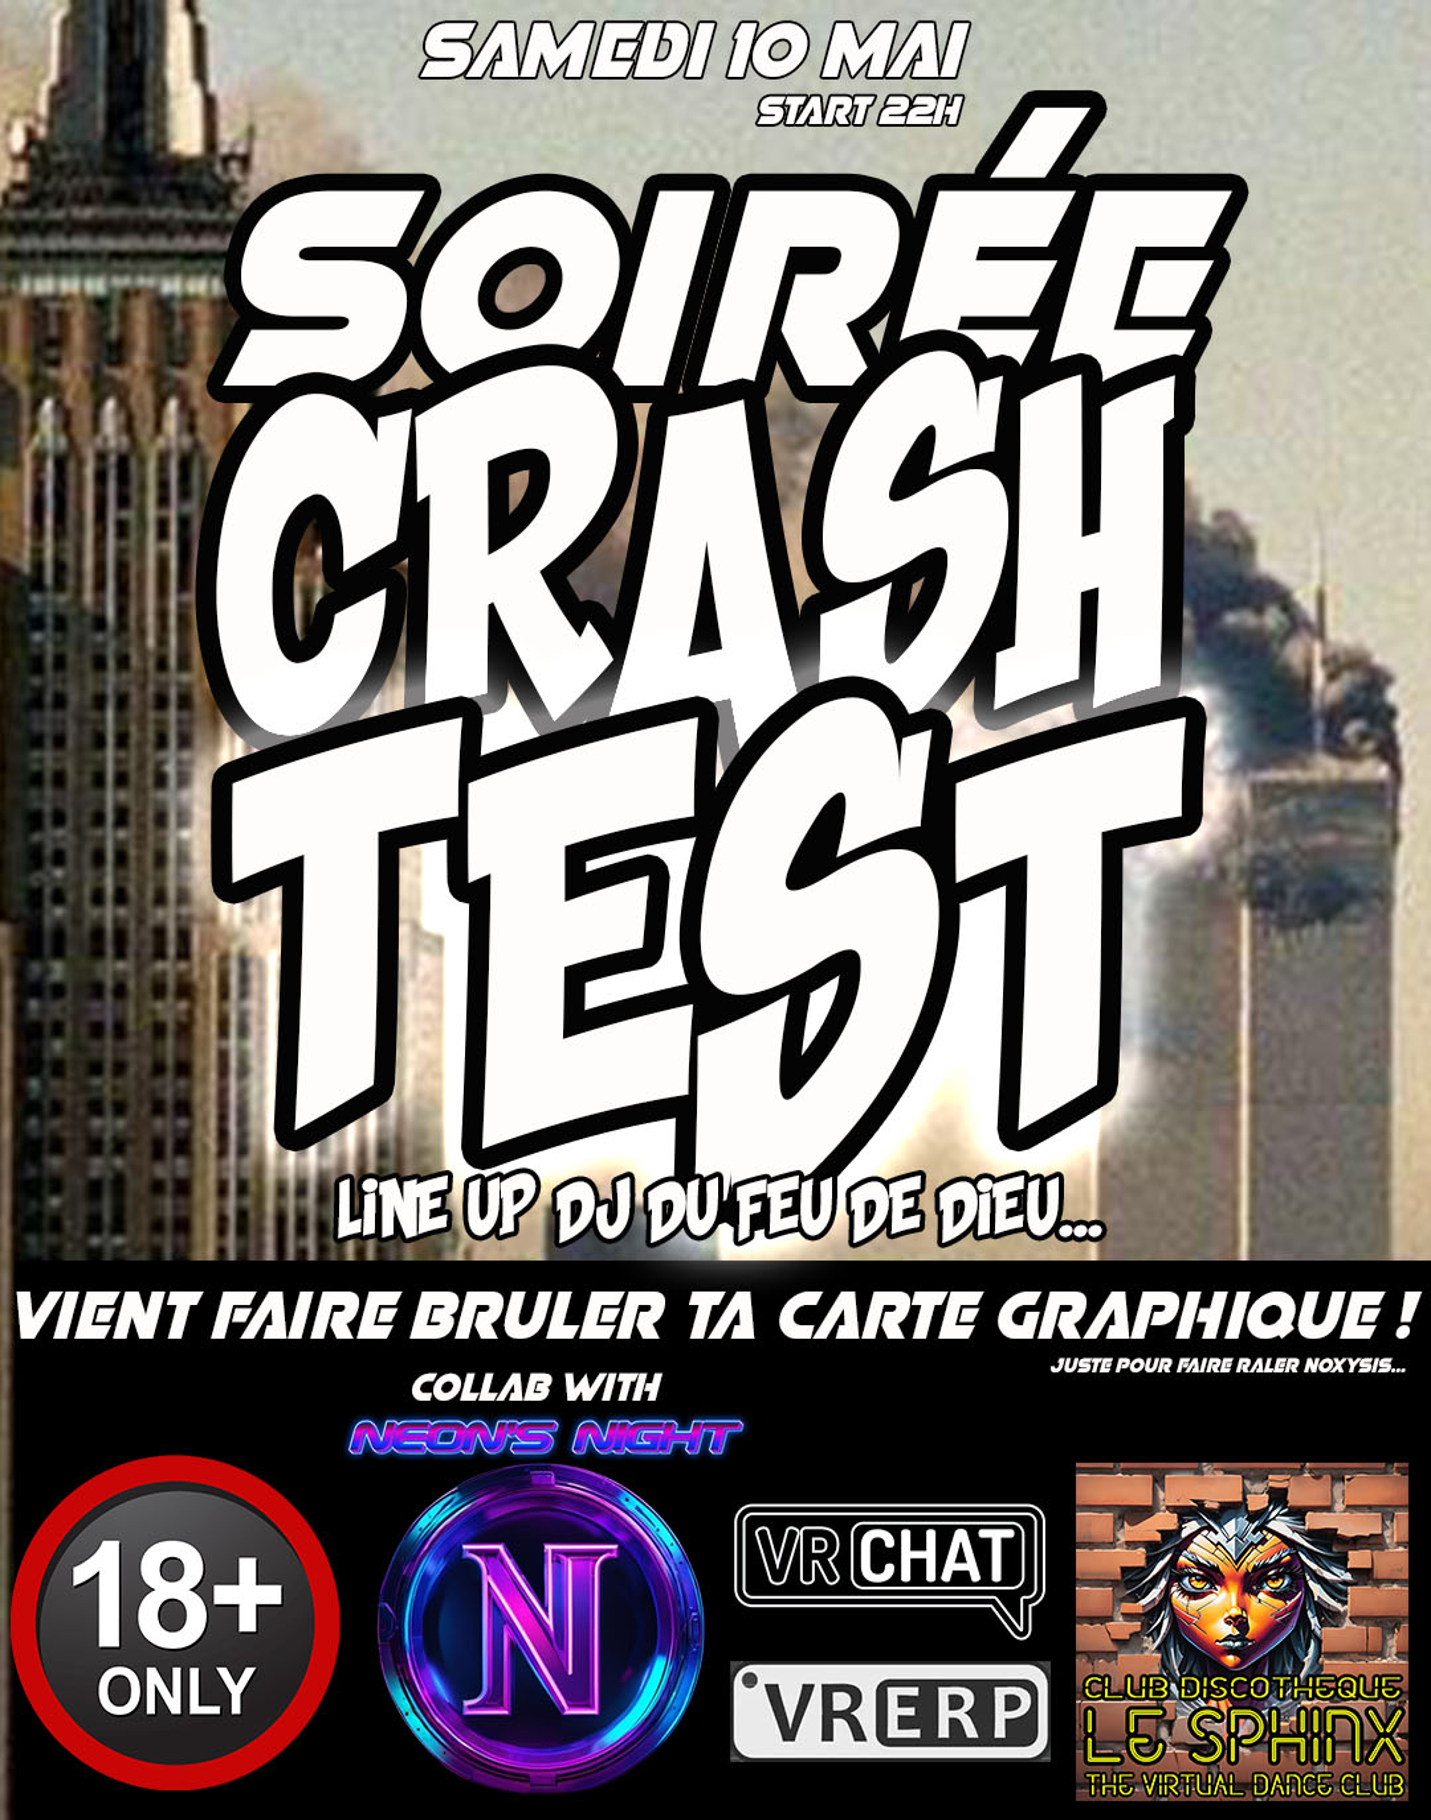 SAMEDI 10 MAI
START 22H
SOIRÉE
CRASH
TEST
LINE UP DJ DU FEU DE DIEU...
VIENT FAIRE BRULER TA CARTE GRAPHIQUE !
JUSTE POUR FAIRE RALER NOXYSIS...
COLLAB WITH
NEON'S NIGHT
18+
ONLY
N
VRCHAT
VRERP
CLUB DISCOTHEQUE
LE SPHINX
THE VIRTUAL DANCE CLUB